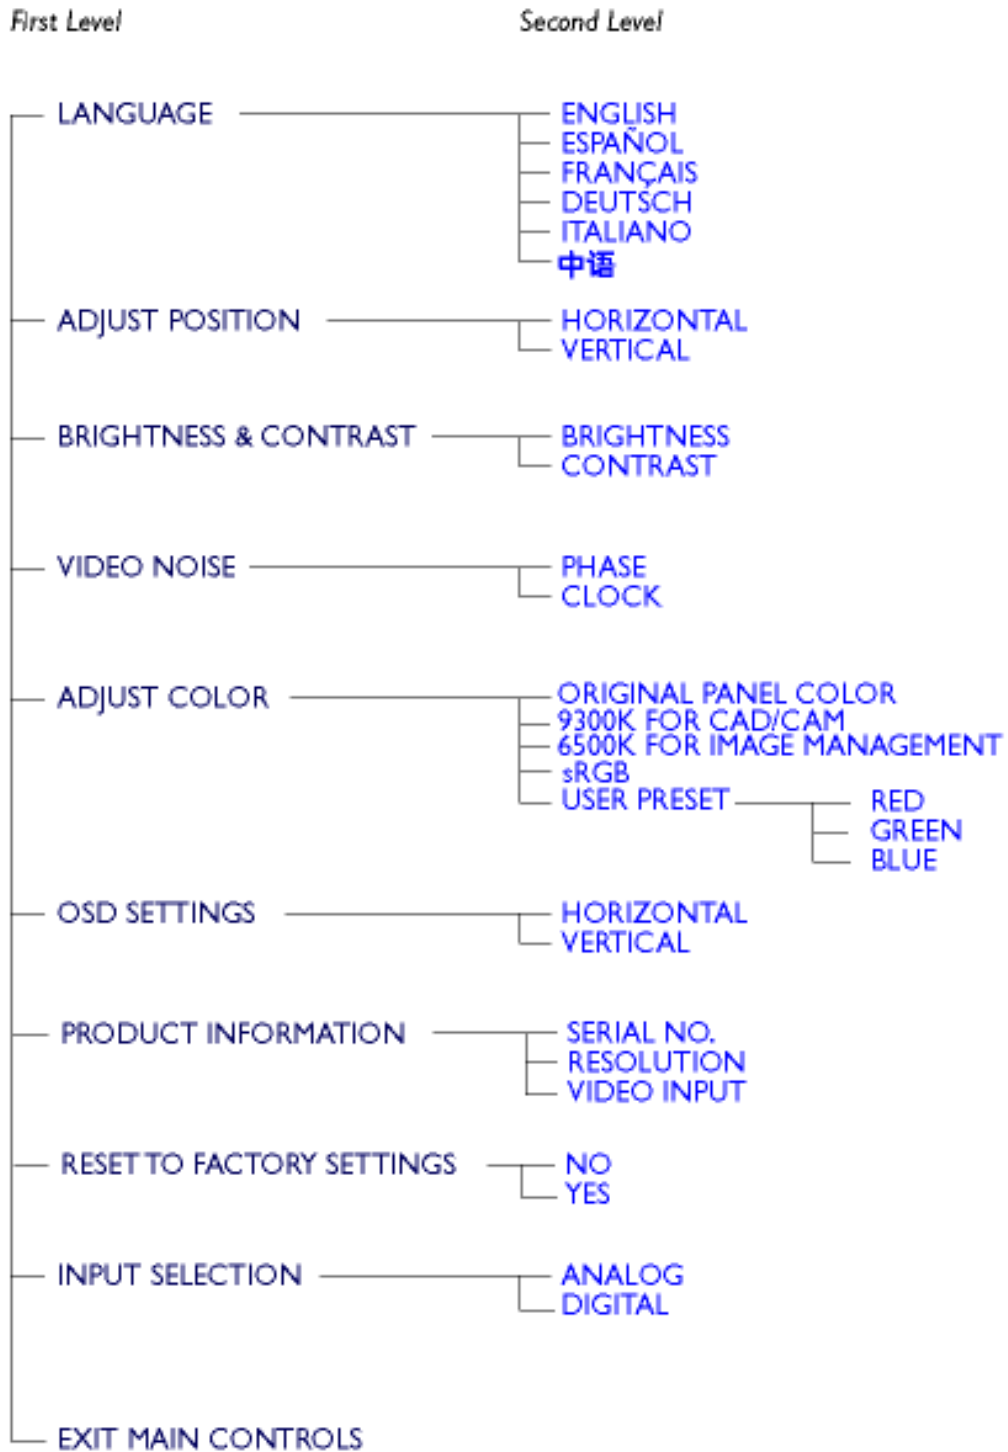 First Level Second Level
LANGUAGE ENGLISH
ESPAÑOL
FRANÇAIS
DEUTSCH
ITALIANO
中语
ADJUST POSITION HORIZONTAL
VERTICAL
BRIGHTNESS & CONTRAST BRIGHTNESS
CONTRAST
VIDEO NOISE PHASE
CLOCK
ADJUST COLOR ORIGINAL PANEL COLOR
9300K FOR CAD/CAM
6500K FOR IMAGE MANAGEMENT
sRGB
USER PRESET RED
GREEN
BLUE
OSD SETTINGS HORIZONTAL
VERTICAL
PRODUCT INFORMATION SERIAL NO.
RESOLUTION
VIDEO INPUT
RESET TO FACTORY SETTINGS NO
YES
INPUT SELECTION ANALOG
DIGITAL
EXIT MAIN CONTROLS